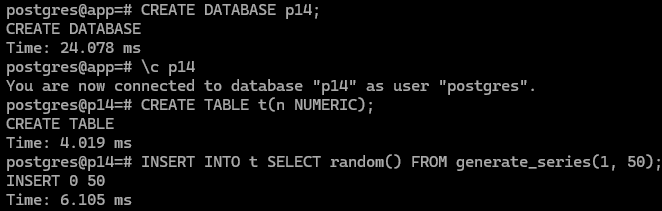 postgres@app=# CREATE DATABASE p14;
CREATE DATABASE
Time: 24.078 ms
postgres@app=# \c p14
You are now connected to database "p14" as user "postgres".
postgres@p14=# CREATE TABLE t(n NUMERIC);
CREATE TABLE
Time: 4.019 ms
postgres@p14=# INSERT INTO t SELECT random() FROM generate_series(1, 50);
INSERT 0 50
Time: 6.105 ms